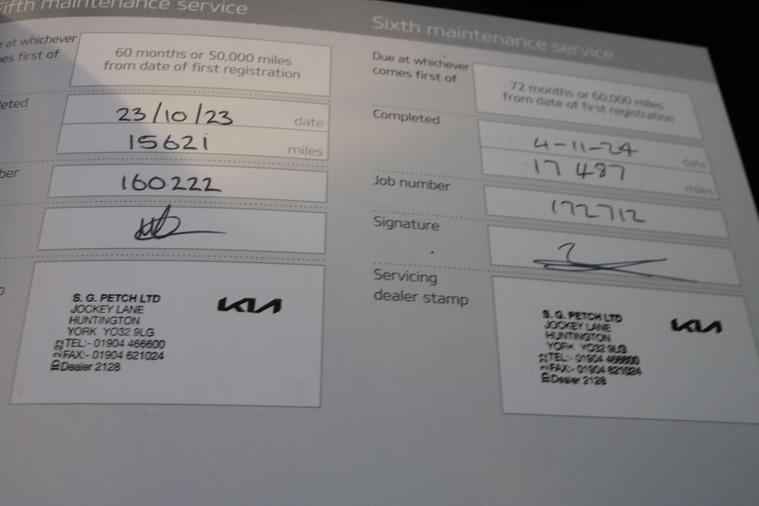 Fifth maintenance service
at whichever
es first of
60 months or 50,000 miles
from date of first registration
leted
23/10/23 date
15621 miles
ber
160222
S. G. PETCH LTD
JOCKEY LANE
HUNTINGTON
YORK YO32 9LG
TEL:- 01904 466600
FAX:- 01904 621024
Dealer 2128
KIA
Sixth maintenance service
Due at whichever
comes first of
72 months or 60,000 miles
from date of first registration
Completed
4-11-24 date
17 487 miles
Job number
172712
Signature
Servicing
dealer stamp
S. G. PETCH LTD
JOCKEY LANE
HUNTINGTON
YORK YO32 9LG
TEL:- 01904 466600
FAX:- 01904 621024
Dealer 2128
KIA